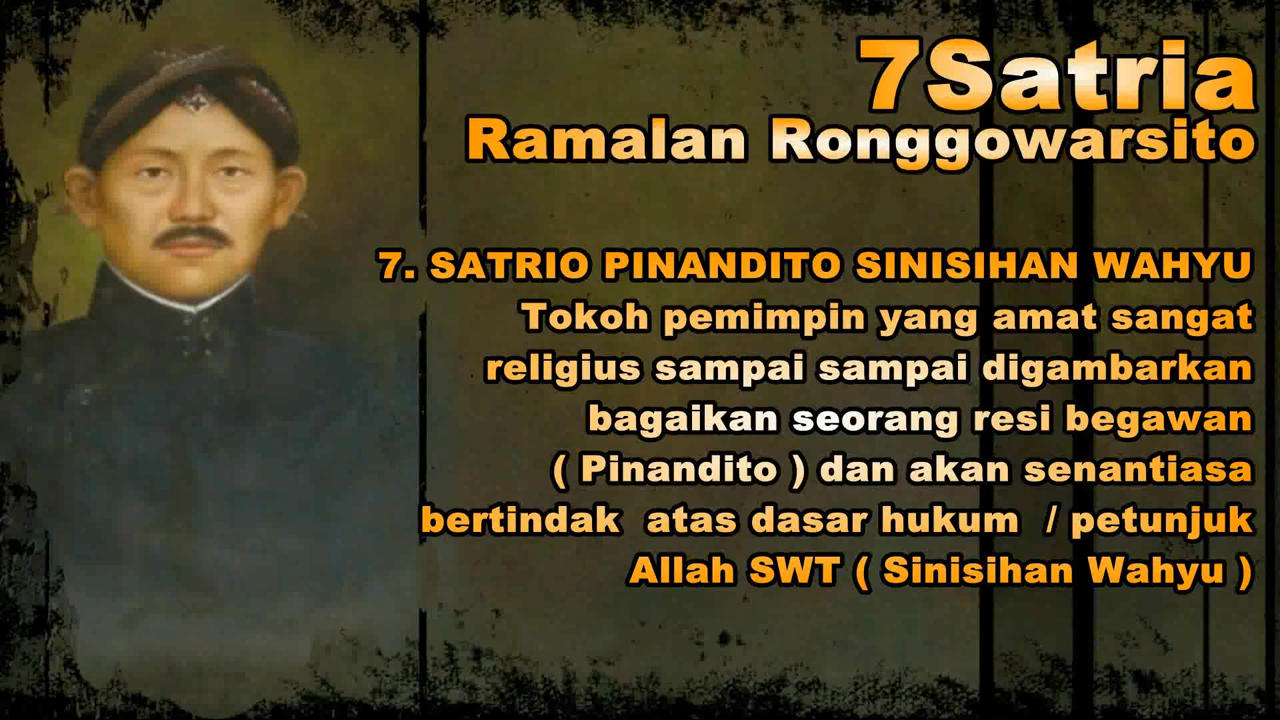 7Satria
Ramalan Ronggowarsito
7. SATRIO PINANDITO SINISIHAN WAHYU
Tokoh pemimpin yang amat sangat
religius sampai sampai digambarkan
bagaikan seorang resi begawan
( Pinandito ) dan akan senantiasa
bertindak  atas dasar hukum  / petunjuk
Allah SWT ( Sinisihan Wahyu )